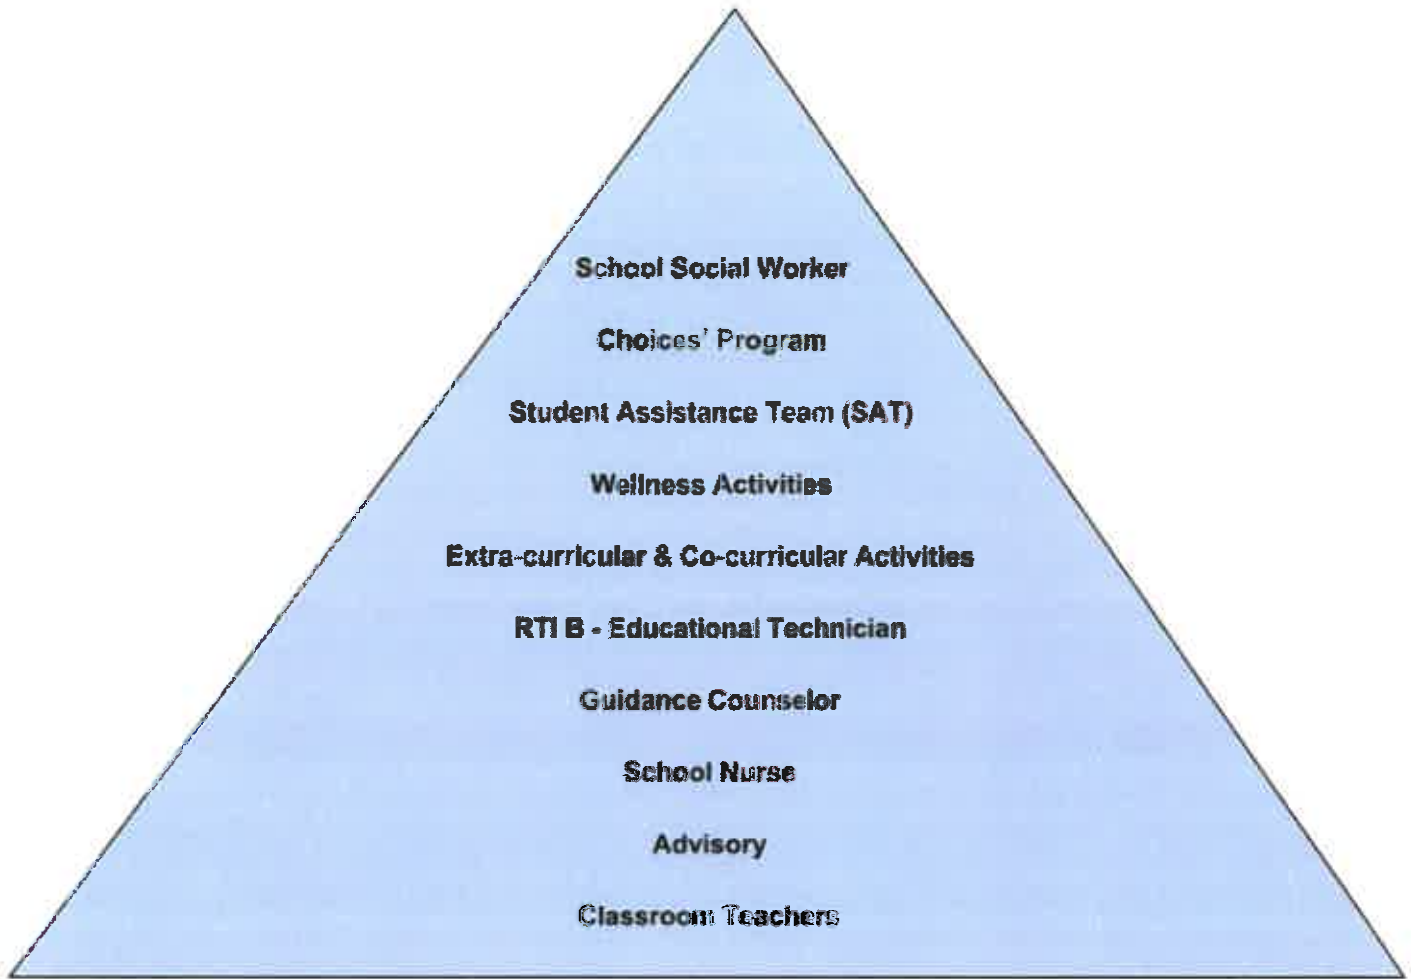 School Social Worker
Choices' Program
Student Assistance Team (SAT)
Wellness Activities
Extra-curricular & Co-curricular Activities
RTI B - Educational Technician
Guidance Counselor
School Nurse
Advisory
Classroom Teachers